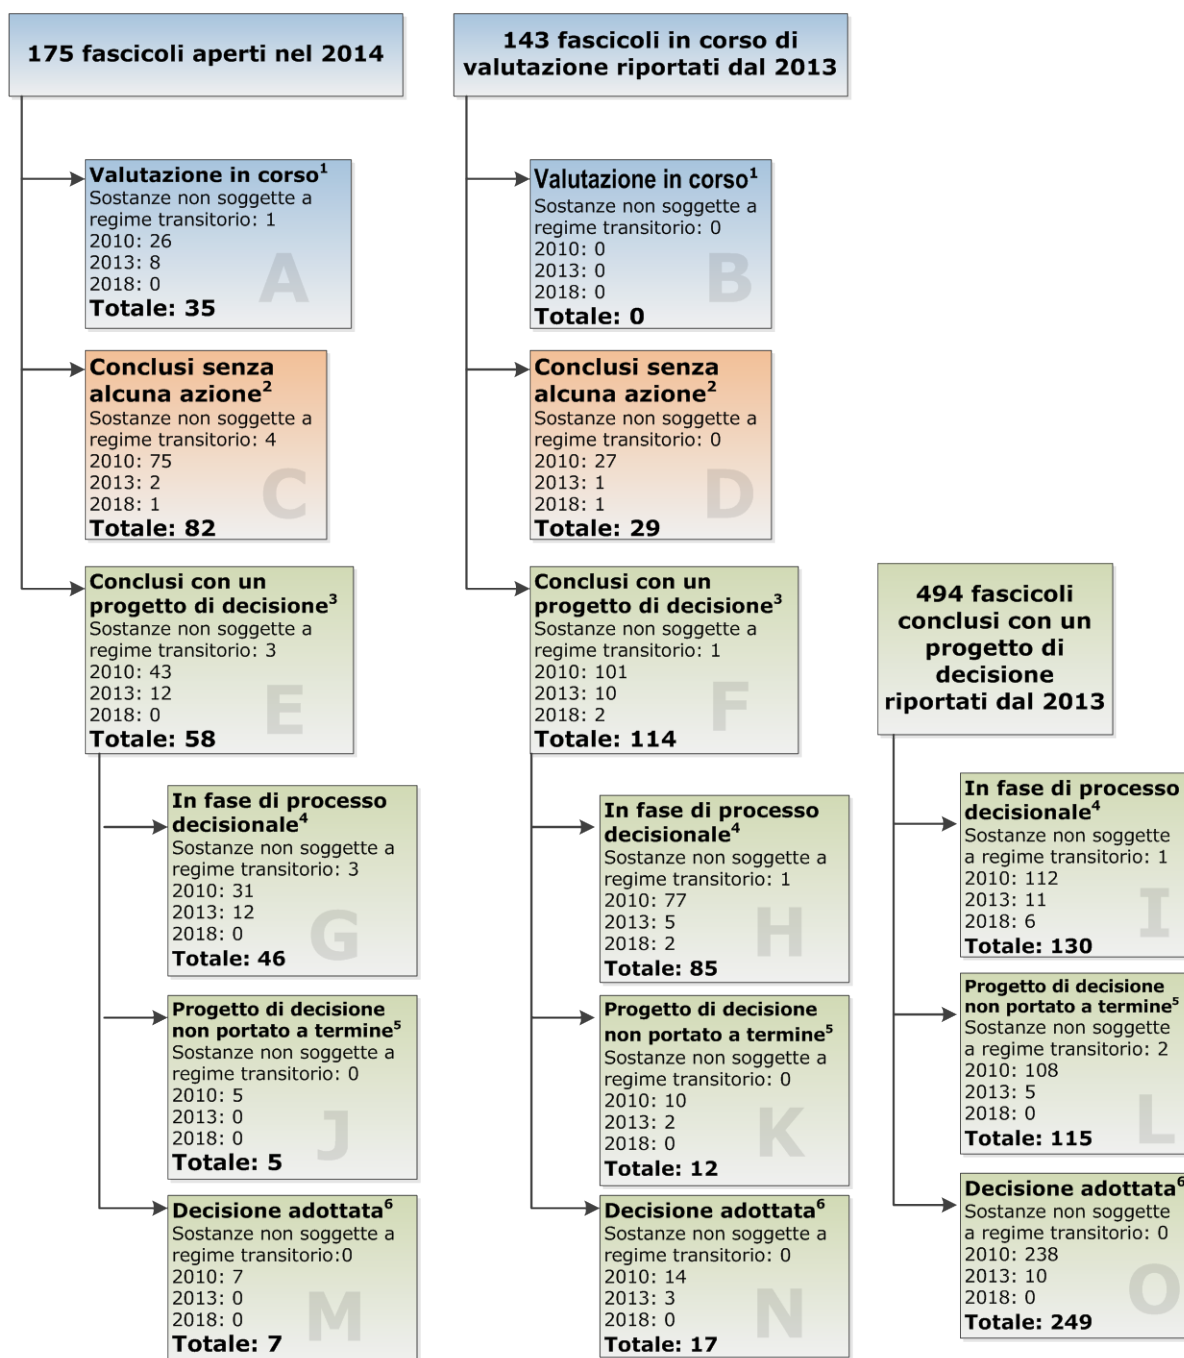 175 fascicoli aperti nel 2014
Valutazione in corso¹
Sostanze non soggette a
regime transitorio: 1
2010: 26
2013: 8
2018: 0
Totale: 35
A
Conclusi senza
alcuna azione²
Sostanze non soggette a
regime transitorio: 4
2010: 75
2013: 2
2018: 1
Totale: 82
C
Conclusi con un
progetto di decisione³
Sostanze non soggette a
regime transitorio: 3
2010: 43
2013: 12
2018: 0
Totale: 58
E
In fase di processo
decisionale⁴
Sostanze non soggette a
regime transitorio: 3
2010: 31
2013: 12
2018: 0
Totale: 46
G
Progetto di decisione
non portato a termine⁵
Sostanze non soggette a
regime transitorio: 0
2010: 5
2013: 0
2018: 0
Totale: 5
J
Decisione adottata⁶
Sostanze non soggette a
regime transitorio:0
2010: 7
2013: 0
2018: 0
Totale: 7
M
143 fascicoli in corso di
valutazione riportati dal 2013
Valutazione in corso¹
Sostanze non soggette a
regime transitorio: 0
2010: 0
2013: 0
2018: 0
Totale: 0
B
Conclusi senza
alcuna azione²
Sostanze non soggette a
regime transitorio: 0
2010: 27
2013: 1
2018: 1
Totale: 29
D
Conclusi con un
progetto di decisione³
Sostanze non soggette a
regime transitorio: 1
2010: 101
2013: 10
2018: 2
Totale: 114
F
In fase di processo
decisionale⁴
Sostanze non soggette a
regime transitorio: 1
2010: 77
2013: 5
2018: 2
Totale: 85
H
Progetto di decisione
non portato a termine⁵
Sostanze non soggette a
regime transitorio: 0
2010: 10
2013: 2
2018: 0
Totale: 12
K
Decisione adottata⁶
Sostanze non soggette a
regime transitorio: 0
2010: 14
2013: 3
2018: 0
Totale: 17
N
494 fascicoli
conclusi con un
progetto di
decisione
riportati dal 2013
In fase di processo
decisionale⁴
Sostanze non soggette
a regime transitorio: 1
2010: 112
2013: 11
2018: 6
Totale: 130
I
Progetto di decisione
non portato a termine⁵
Sostanze non soggette
a regime transitorio: 2
2010: 108
2013: 5
2018: 0
Totale: 115
L
Decisione adottata⁶
Sostanze non soggette
a regime transitorio: 0
2010: 238
2013: 10
2018: 0
Totale: 249
O